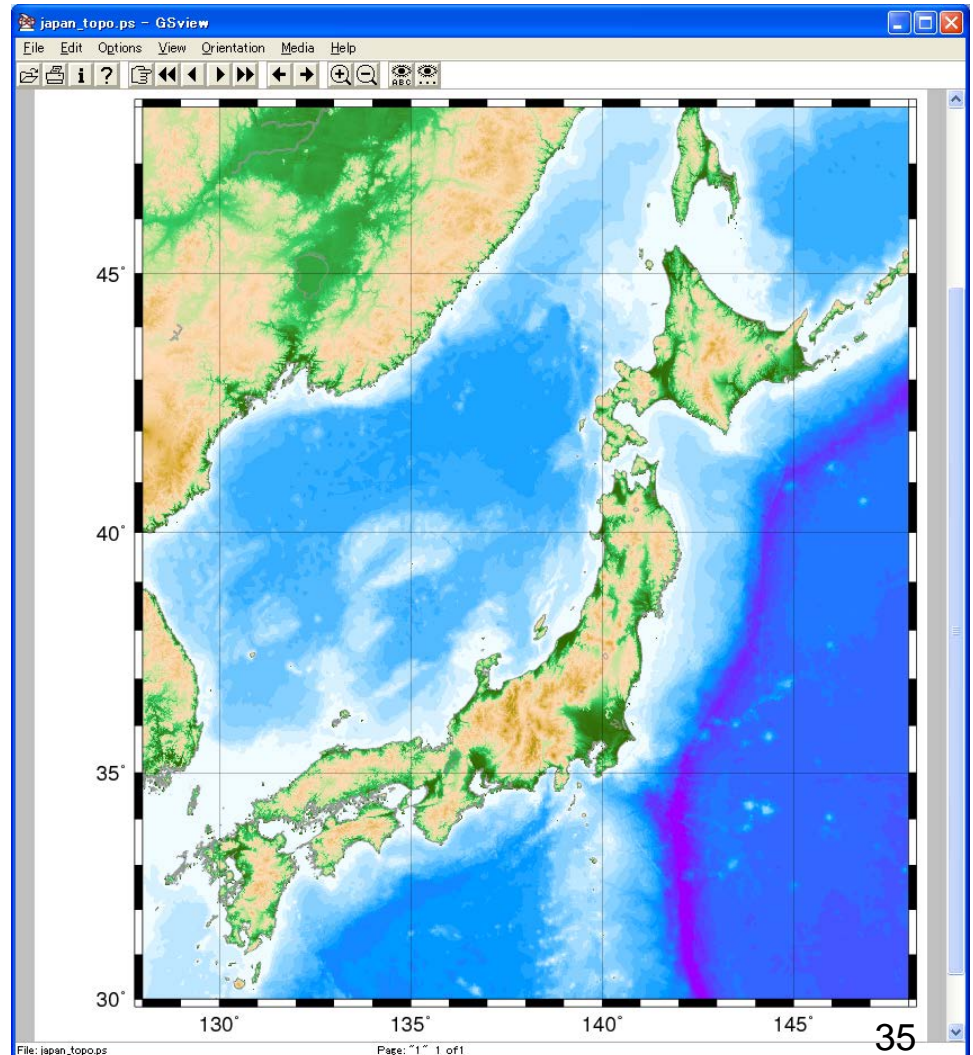 japan_topo.ps - GSview
File Edit Options View Orientation Media Help
ABC
45°
40°
35°
30°
130° 135° 140° 145°
35
File: japan_topo.ps Page: "1" 1 of 1